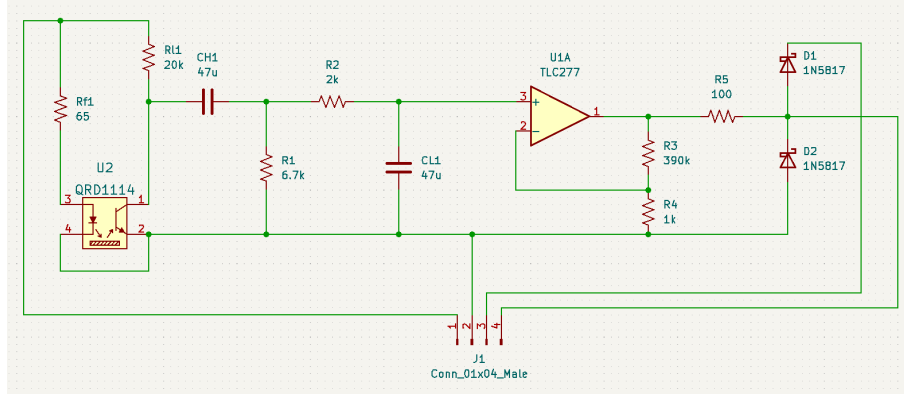 Rl1
20k
CH1
47u
R2
2k
U1A
TLC277
D1
1N5817
R5
100
Rf1
65
3
+
1
2
−
R3
390k
D2
1N5817
U2
QRD1114
R1
6.7k
CL1
47u
3
1
4
2
R4
1k
1
2
3
4
J1
Conn_01x04_Male